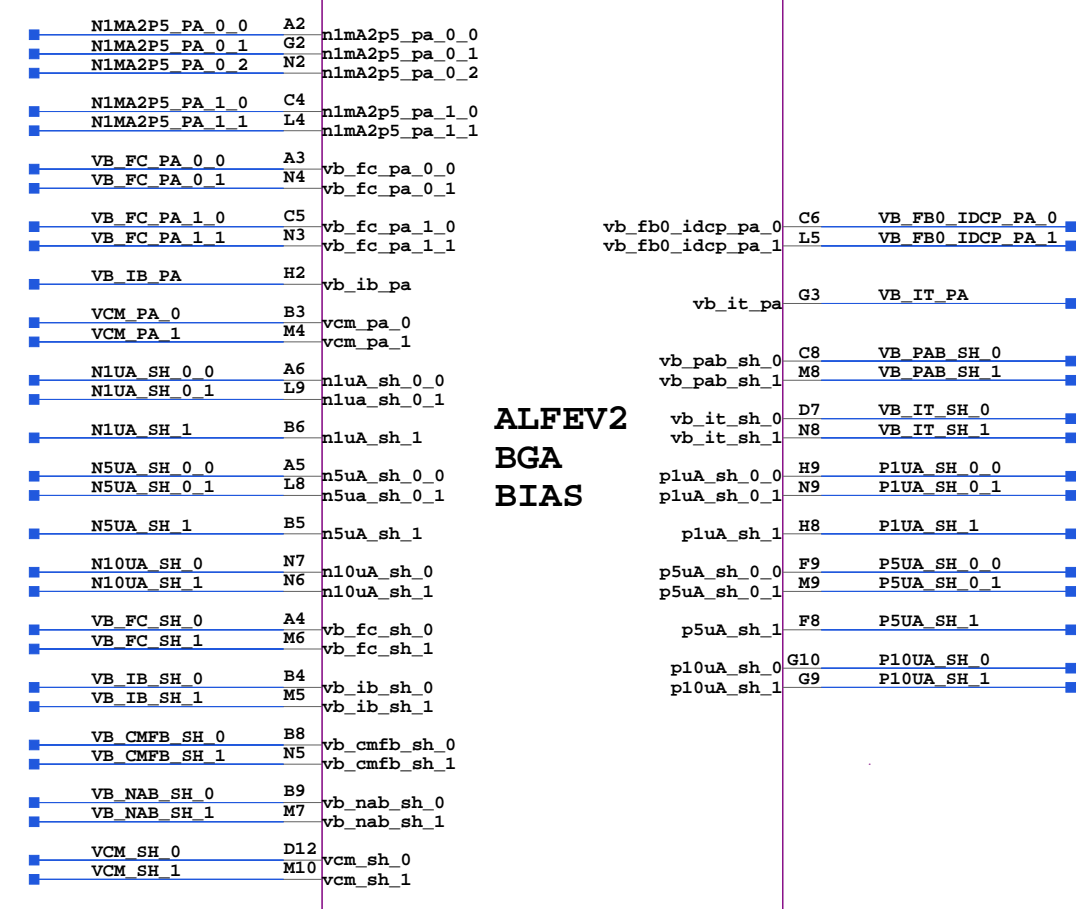 N1MA2P5_PA_0_0 A2 n1mA2p5_pa_0_0
N1MA2P5_PA_0_1 G2 n1mA2p5_pa_0_1
N1MA2P5_PA_0_2 N2 n1mA2p5_pa_0_2
N1MA2P5_PA_1_0 C4 n1mA2p5_pa_1_0
N1MA2P5_PA_1_1 L4 n1mA2p5_pa_1_1
VB_FC_PA_0_0 A3 vb_fc_pa_0_0
VB_FC_PA_0_1 N4 vb_fc_pa_0_1
VB_FC_PA_1_0 C5 vb_fc_pa_1_0
VB_FC_PA_1_1 N3 vb_fc_pa_1_1
VB_IB_PA H2 vb_ib_pa
VCM_PA_0 B3 vcm_pa_0
VCM_PA_1 M4 vcm_pa_1
N1UA_SH_0_0 A6 n1uA_sh_0_0
N1UA_SH_0_1 L9 n1ua_sh_0_1
N1UA_SH_1 B6 n1uA_sh_1
N5UA_SH_0_0 A5 n5uA_sh_0_0
N5UA_SH_0_1 L8 n5ua_sh_0_1
N5UA_SH_1 B5 n5uA_sh_1
N10UA_SH_0 N7 n10uA_sh_0
N10UA_SH_1 N6 n10uA_sh_1
VB_FC_SH_0 A4 vb_fc_sh_0
VB_FC_SH_1 M6 vb_fc_sh_1
VB_IB_SH_0 B4 vb_ib_sh_0
VB_IB_SH_1 M5 vb_ib_sh_1
VB_CMFB_SH_0 B8 vb_cmfb_sh_0
VB_CMFB_SH_1 N5 vb_cmfb_sh_1
VB_NAB_SH_0 B9 vb_nab_sh_0
VB_NAB_SH_1 M7 vb_nab_sh_1
VCM_SH_0 D12 vcm_sh_0
VCM_SH_1 M10 vcm_sh_1
ALFEV2
BGA
BIAS
vb_fb0_idcp_pa_0 C6 VB_FB0_IDCP_PA_0
vb_fb0_idcp_pa_1 L5 VB_FB0_IDCP_PA_1
vb_it_pa G3 VB_IT_PA
vb_pab_sh_0 C8 VB_PAB_SH_0
vb_pab_sh_1 M8 VB_PAB_SH_1
vb_it_sh_0 D7 VB_IT_SH_0
vb_it_sh_1 N8 VB_IT_SH_1
p1uA_sh_0_0 H9 P1UA_SH_0_0
p1uA_sh_0_1 N9 P1UA_SH_0_1
p1uA_sh_1 H8 P1UA_SH_1
p5uA_sh_0_0 F9 P5UA_SH_0_0
p5uA_sh_0_1 M9 P5UA_SH_0_1
p5uA_sh_1 F8 P5UA_SH_1
p10uA_sh_0 G10 P10UA_SH_0
p10uA_sh_1 G9 P10UA_SH_1